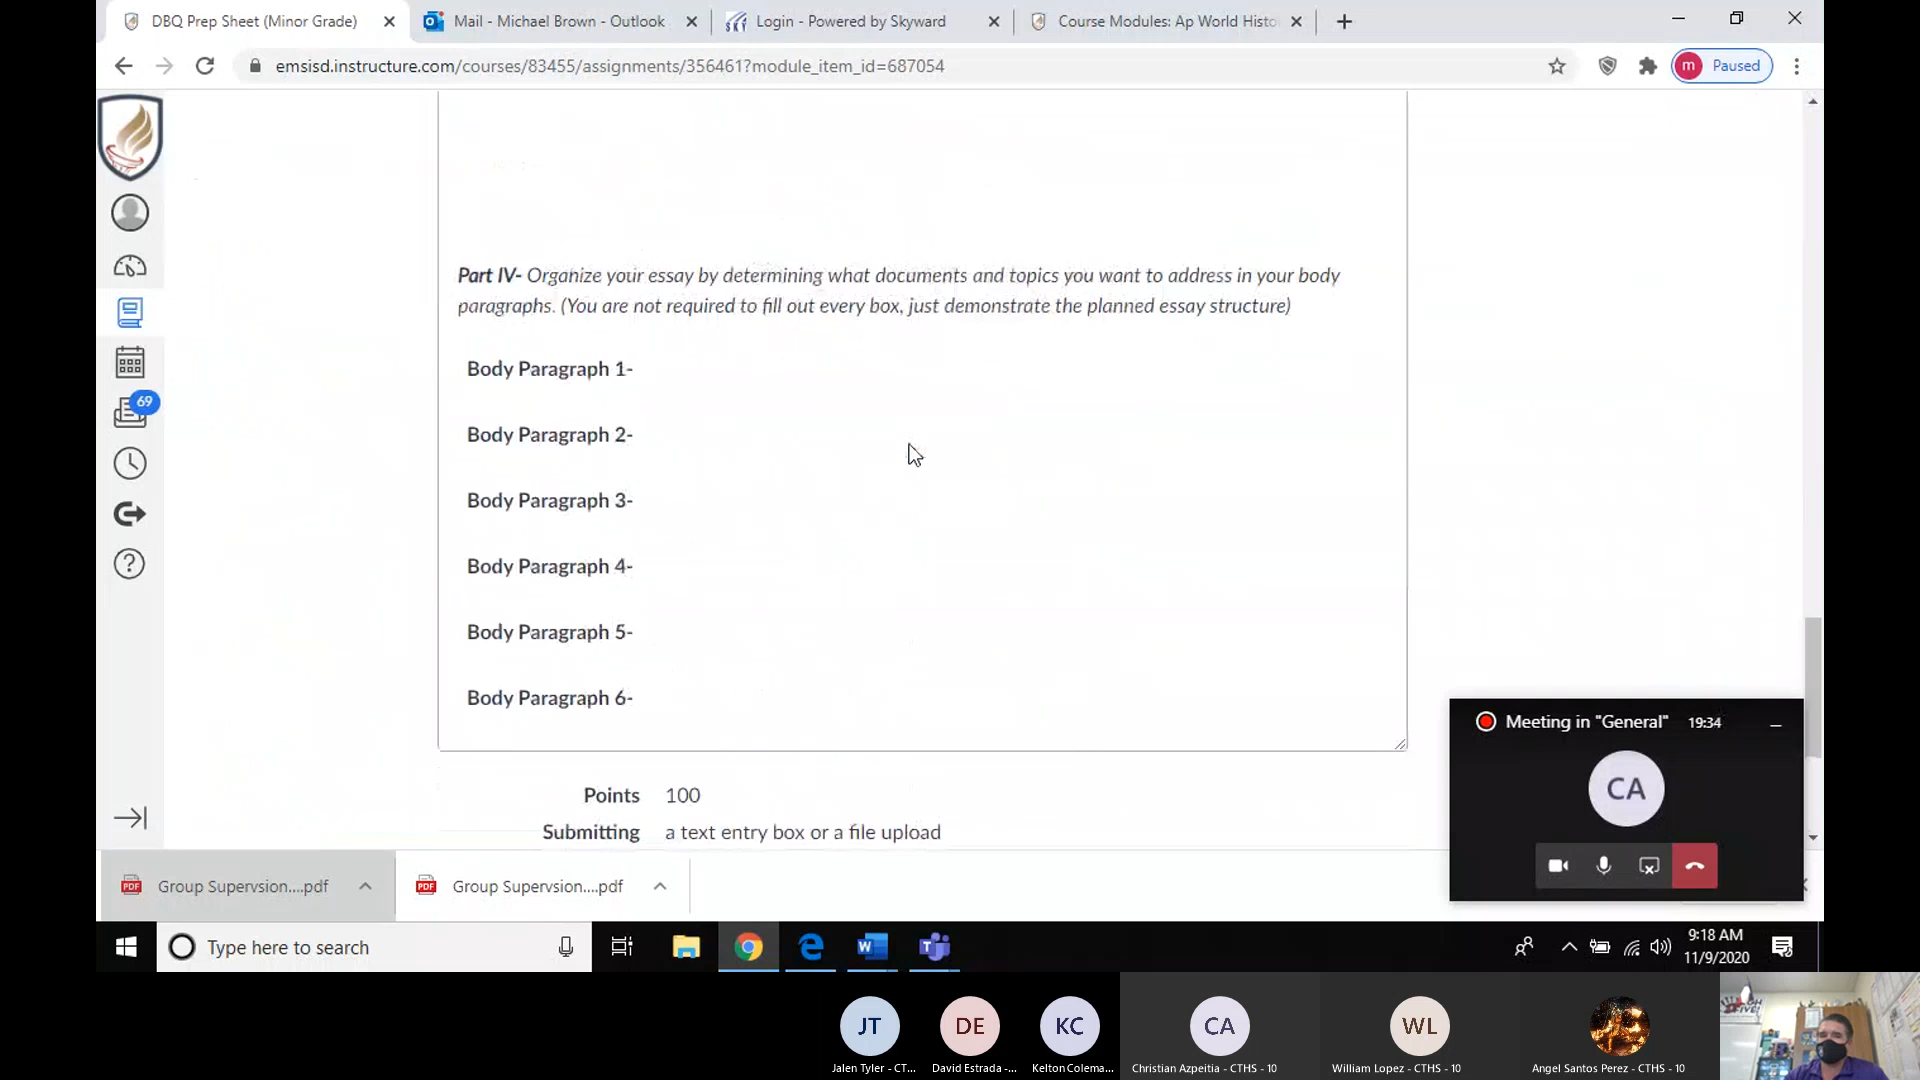 DBQ Prep Sheet (Minor Grade)
Mail - Michael Brown - Outlook
Login - Powered by Skyward
Course Modules: Ap World Histo
emsisd.instructure.com/courses/83455/assignments/356461?module_item_id=687054
m
Paused
69
Part IV- Organize your essay by determining what documents and topics you want to address in your body
paragraphs. (You are not required to fill out every box, just demonstrate the planned essay structure)
Body Paragraph 1-
Body Paragraph 2-
Body Paragraph 3-
Body Paragraph 4-
Body Paragraph 5-
Body Paragraph 6-
Points 100
Submitting a text entry box or a file upload
Meeting in "General" 19:34
CA
Group Supervsion....pdf
Group Supervsion....pdf
Type here to search
9:18 AM
11/9/2020
JT
DE
KC
CA
WL
Jalen Tyler - CT...
David Estrada -...
Kelton Colema...
Christian Azpeitia - CTHS - 10
William Lopez - CTHS - 10
Angel Santos Perez - CTHS - 10